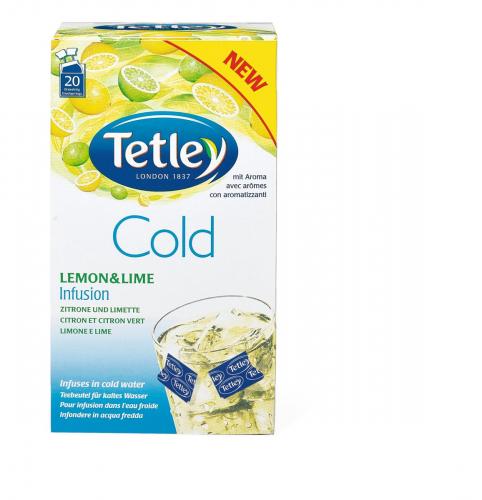 20
NEW
Tetley
LONDON 1837
mit Aroma
avec arômes
con aromatizzanti
Cold
LEMON&LIME
Infusion
ZITRONE UND LIMETTE
CITRON ET CITRON VERT
LIMONE E LIME
Infuses in cold water
Teebeutel für kaltes Wasser
Pour infusion dans l'eau froide
Infondere in acqua fredda
Tetley
Tetley
Tetley
Tetley